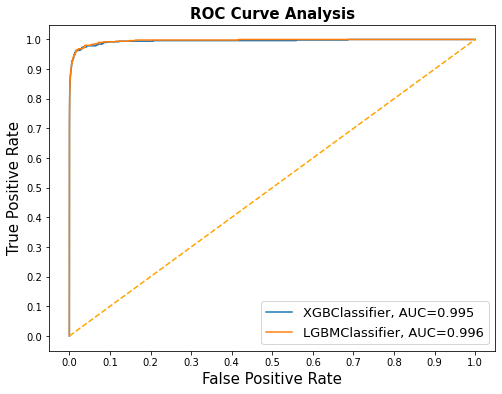 ROC Curve Analysis
True Positive Rate
1.0
0.9
0.8
0.7
0.6
0.5
0.4
0.3
0.2
0.1
0.0
XGBClassifier, AUC=0.995
LGBMClassifier, AUC=0.996
0.0 0.1 0.2 0.3 0.4 0.5 0.6 0.7 0.8 0.9 1.0
False Positive Rate